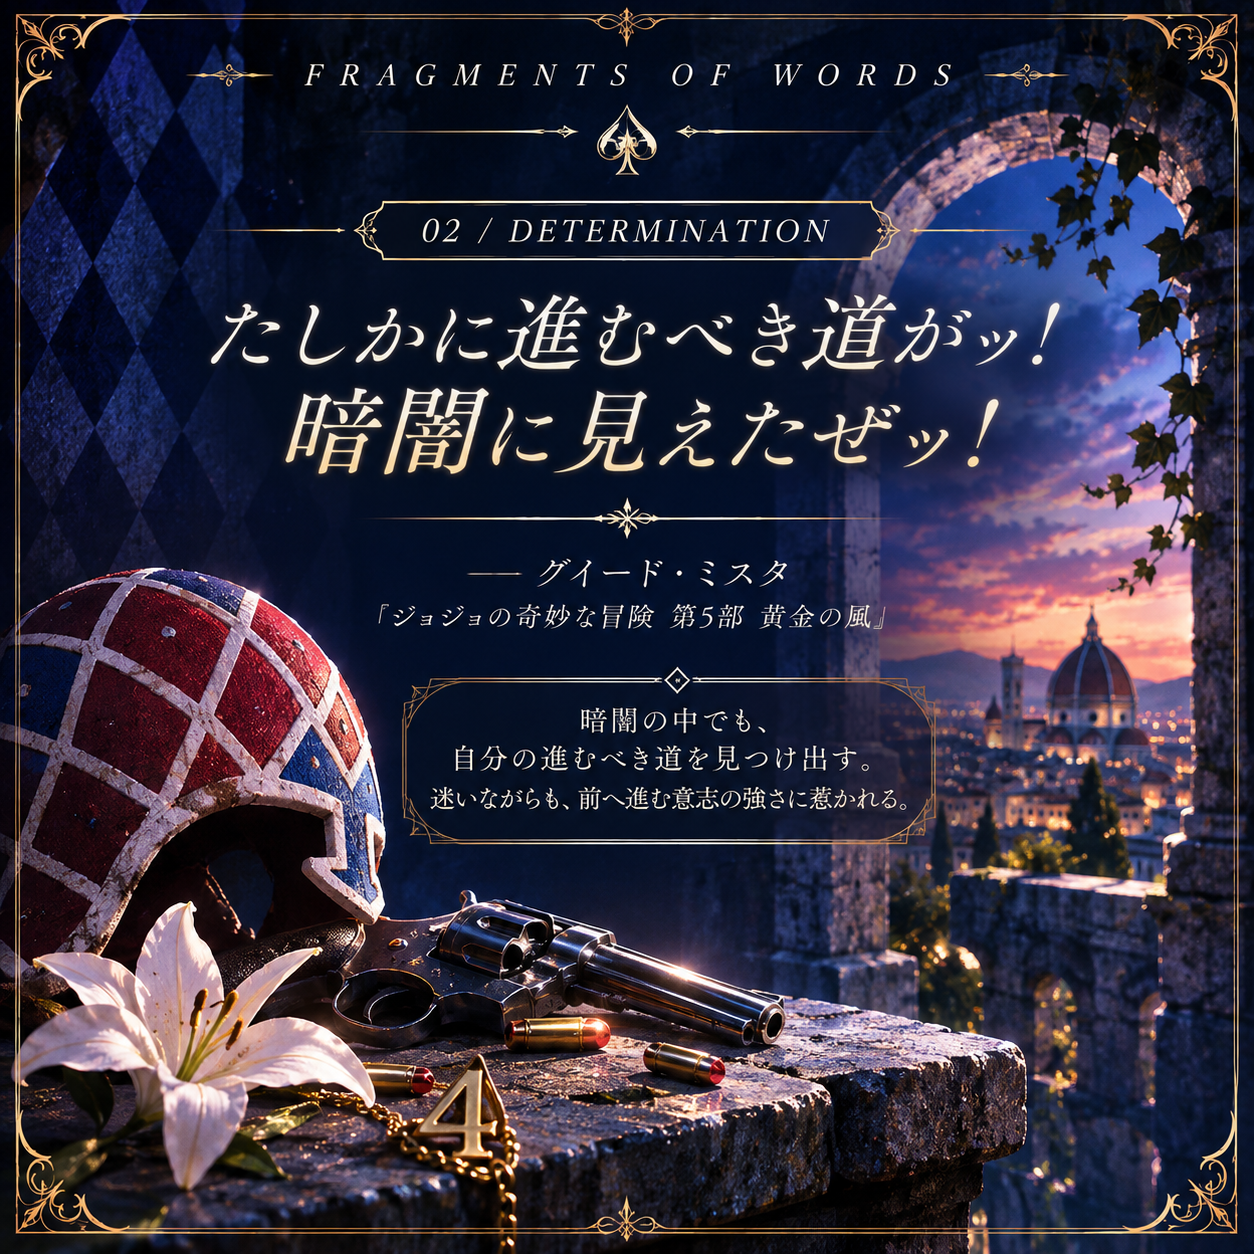 FRAGMENTS OF WORDS
02 / DETERMINATION
たしかに進むべき道がッ!
暗闇に見えたぜッ!
── グイード・ミスタ
『ジョジョの奇妙な冒険 第5部 黄金の風』
暗闇の中でも、
自分の進むべき道を見つけ出す。
迷いながらも、前へ進む意志の強さに惹かれる。
4